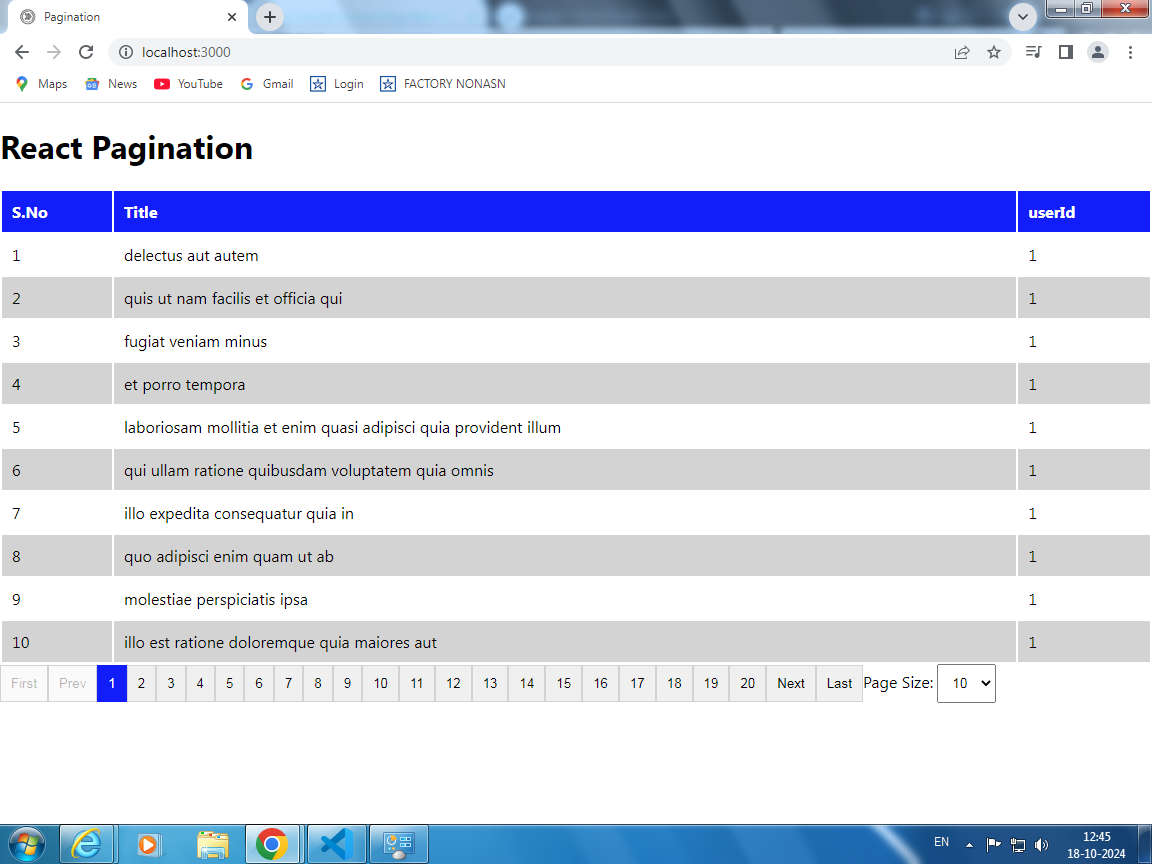 Pagination
localhost:3000
Maps News YouTube Gmail Login FACTORY NONASN
React Pagination
S.No Title userId
1 delectus aut autem 1
2 quis ut nam facilis et officia qui 1
3 fugiat veniam minus 1
4 et porro tempora 1
5 laboriosam mollitia et enim quasi adipisci quia provident illum 1
6 qui ullam ratione quibusdam voluptatem quia omnis 1
7 illo expedita consequatur quia in 1
8 quo adipisci enim quam ut ab 1
9 molestiae perspiciatis ipsa 1
10 illo est ratione doloremque quia maiores aut 1
First Prev 1 2 3 4 5 6 7 8 9 10 11 12 13 14 15 16 17 18 19 20 Next Last Page Size: 10
EN 12:45
18-10-2024